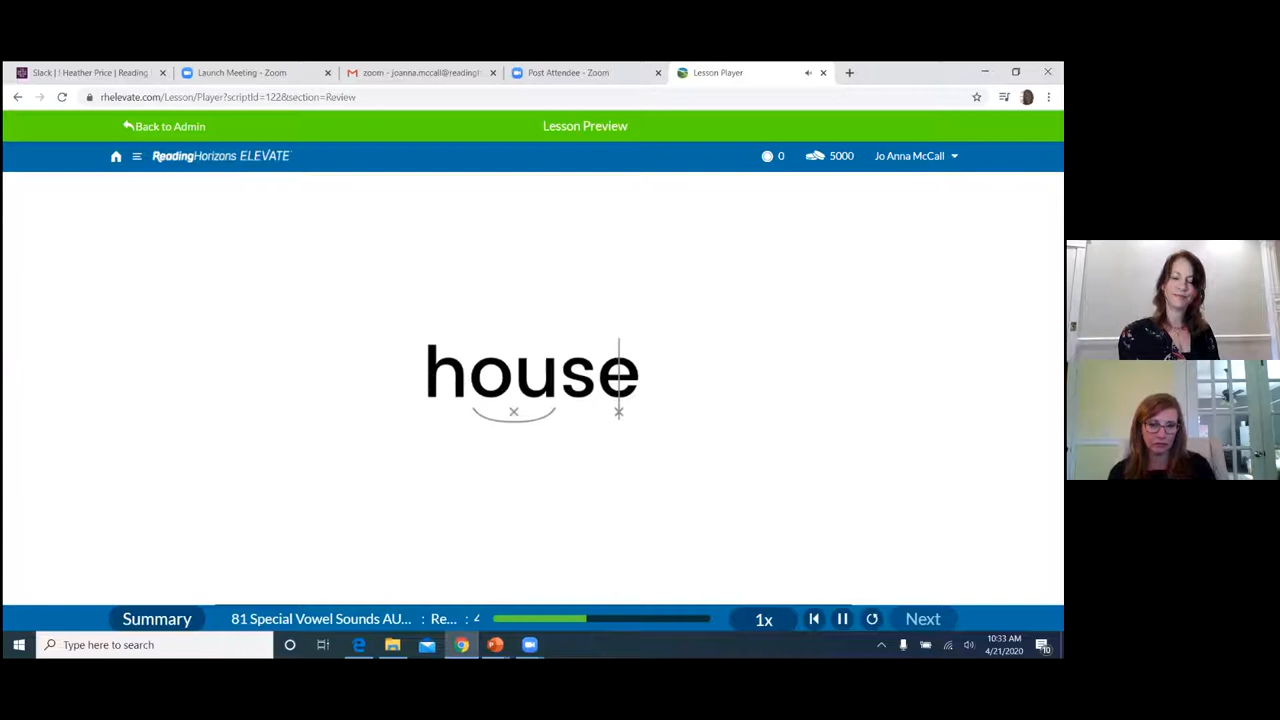 Slack | ! Heather Price | Reading
Launch Meeting - Zoom
zoom - joanna.mccall@readingh
Post Attendee - Zoom
Lesson Player
rhelevate.com/Lesson/Player?scriptId=122&section=Review
Back to Admin
Lesson Preview
ReadingHorizons ELEVATE
0
5000
Jo Anna McCall
house
Summary
81 Special Vowel Sounds AU... : Re... :
1x
Next
Type here to search
10:33 AM
4/21/2020
10